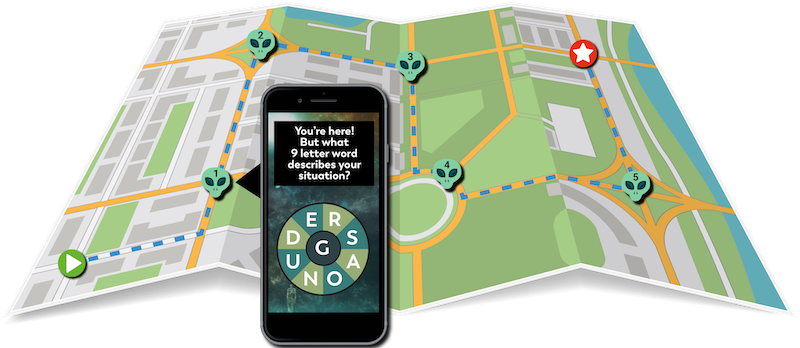 2
3
You're here!
But what
9 letter word
describes your
situation?
4
1
5
E R
D S
G
U A
N O